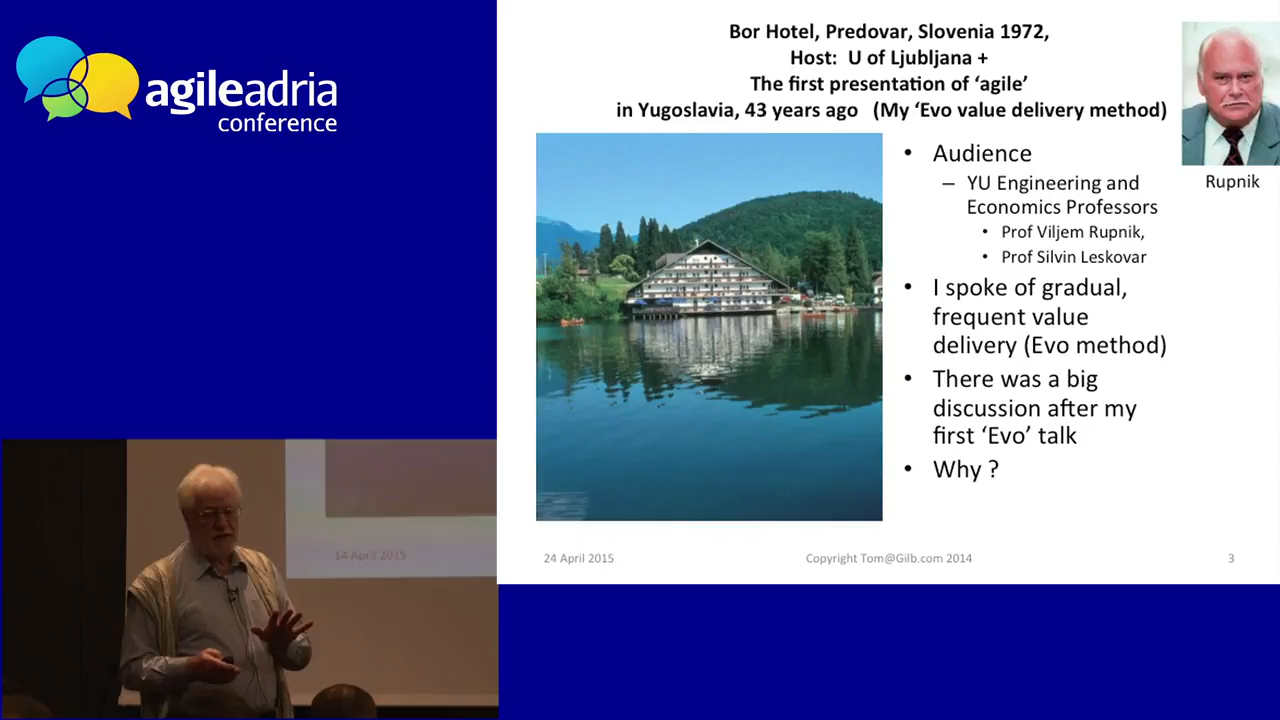 agileadria
conference
Bor Hotel, Predovar, Slovenia 1972,
Host: U of Ljubljana +
The first presentation of ‘agile’
in Yugoslavia, 43 years ago (My ‘Evo value delivery method)
Rupnik
• Audience
– YU Engineering and
Economics Professors
• Prof Viljem Rupnik,
• Prof Silvin Leskovar
• I spoke of gradual,
frequent value
delivery (Evo method)
• There was a big
discussion after my
first ‘Evo’ talk
• Why ?
24 April 2015
Copyright Tom@Gilb.com 2014
3
14 April 2015